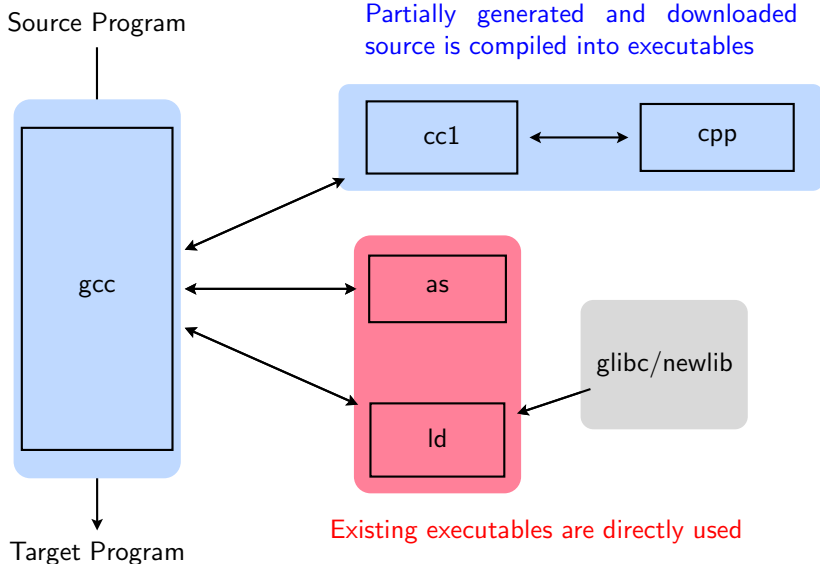 Source Program
Partially generated and downloaded
source is compiled into executables
cc1
cpp
gcc
as
glibc/newlib
ld
Existing executables are directly used
Target Program